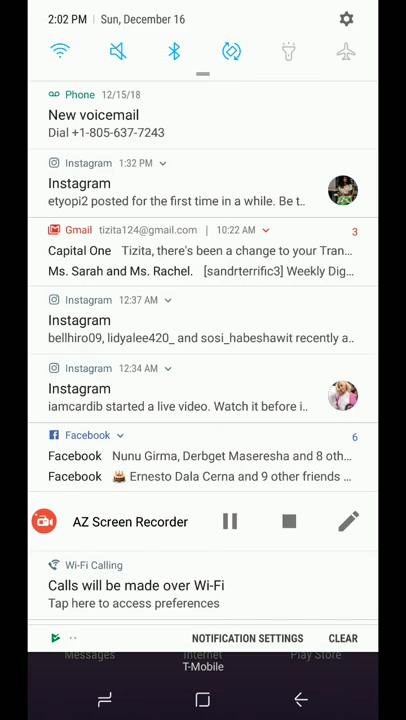 2:02 PM | Sun, December 16
Phone 12/15/18
New voicemail
Dial +1-805-637-7243
Instagram 1:32 PM
Instagram
etyopi2 posted for the first time in a while. Be t..
Gmail tizita124@gmail.com | 10:22 AM 3
Capital One Tizita, there's been a change to your Tran...
Ms. Sarah and Ms. Rachel. [sandrterrific3] Weekly Dig...
Instagram 12:37 AM
Instagram
bellhiro09, lidyalee420_ and sosi_habeshawit recently a..
Instagram 12:34 AM
Instagram
iamcardib started a live video. Watch it before i..
Facebook 6
Facebook Nunu Girma, Derbget Maseresha and 8 oth...
Facebook 🎂 Ernesto Dala Cerna and 9 other friends ...
AZ Screen Recorder
Wi-Fi Calling
Calls will be made over Wi-Fi
Tap here to access preferences
NOTIFICATION SETTINGS CLEAR
Messages Internet Play Store
T-Mobile